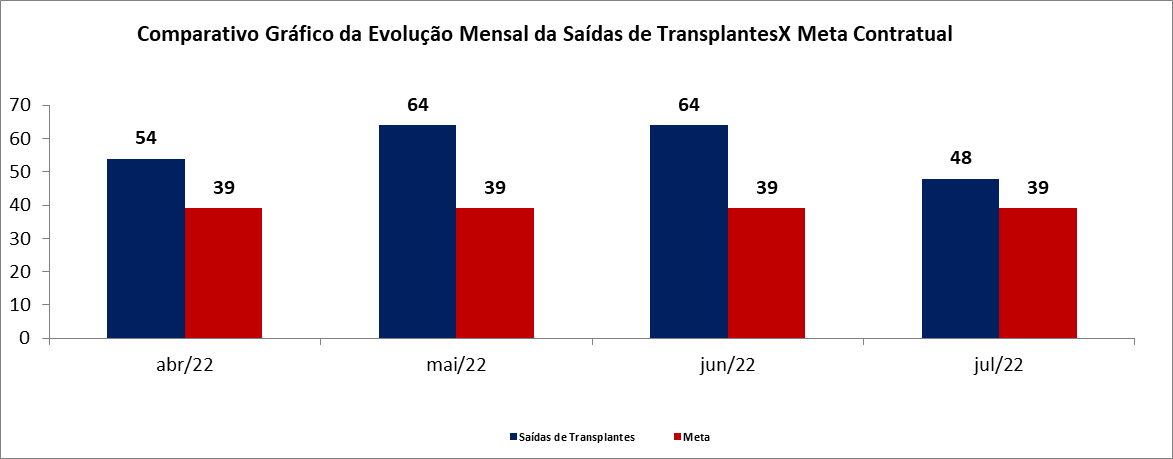 Comparativo Gráfico da Evolução Mensal da Saídas de TransplantesX Meta Contratual
70
60
50
40
30
20
10
0
54
39
64
39
64
39
48
39
abr/22
mai/22
jun/22
jul/22
Saídas de Transplantes
Meta